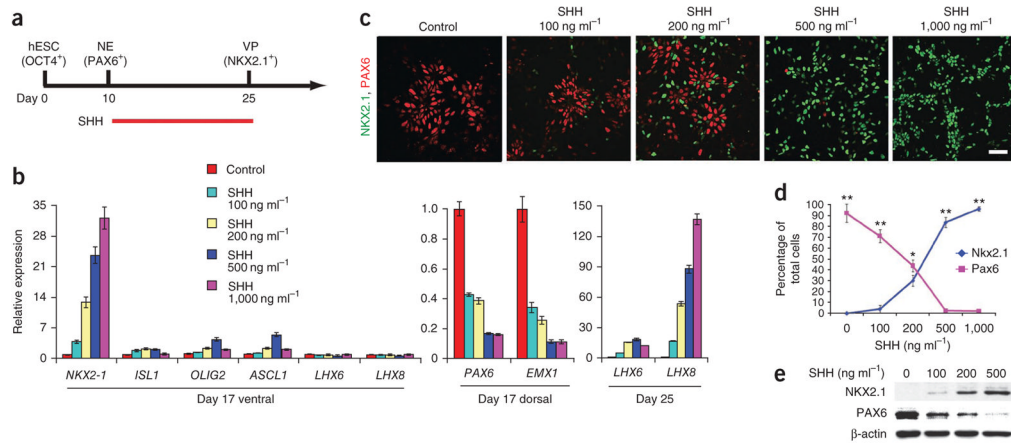 a
hESC
(OCT4+)
NE
(PAX6+)
VP
(NKX2.1+)
Day 0
10
25
SHH
b
Relative expression
35
28
21
14
7
0
Control
SHH
100 ng ml−1
SHH
200 ng ml−1
SHH
500 ng ml−1
SHH
1,000 ng ml−1
NKX2-1 ISL1 OLIG2 ASCL1 LHX6 LHX8
Day 17 ventral
1.0
0.8
0.6
0.4
0.2
0
PAX6 EMX1
Day 17 dorsal
150
120
90
60
30
0
LHX6 LHX8
Day 25
c
NKX2.1, PAX6
Control
SHH
100 ng ml−1
SHH
200 ng ml−1
SHH
500 ng ml−1
SHH
1,000 ng ml−1
d
Percentage of
total cells
100
90
80
70
60
50
40
30
20
10
0
** ** * ** **
Nkx2.1
Pax6
0 100 200 500 1,000
SHH (ng ml−1)
e
SHH (ng ml−1) 0 100 200 500
NKX2.1
PAX6
β-actin